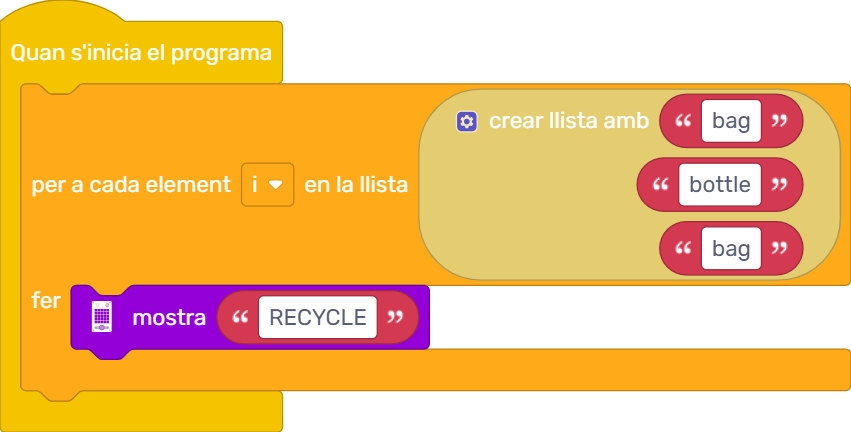 Quan s'inicia el programa
crear llista amb “ bag ”
per a cada element i en la llista “ bottle ”
“ bag ”
fer
mostra “ RECYCLE ”